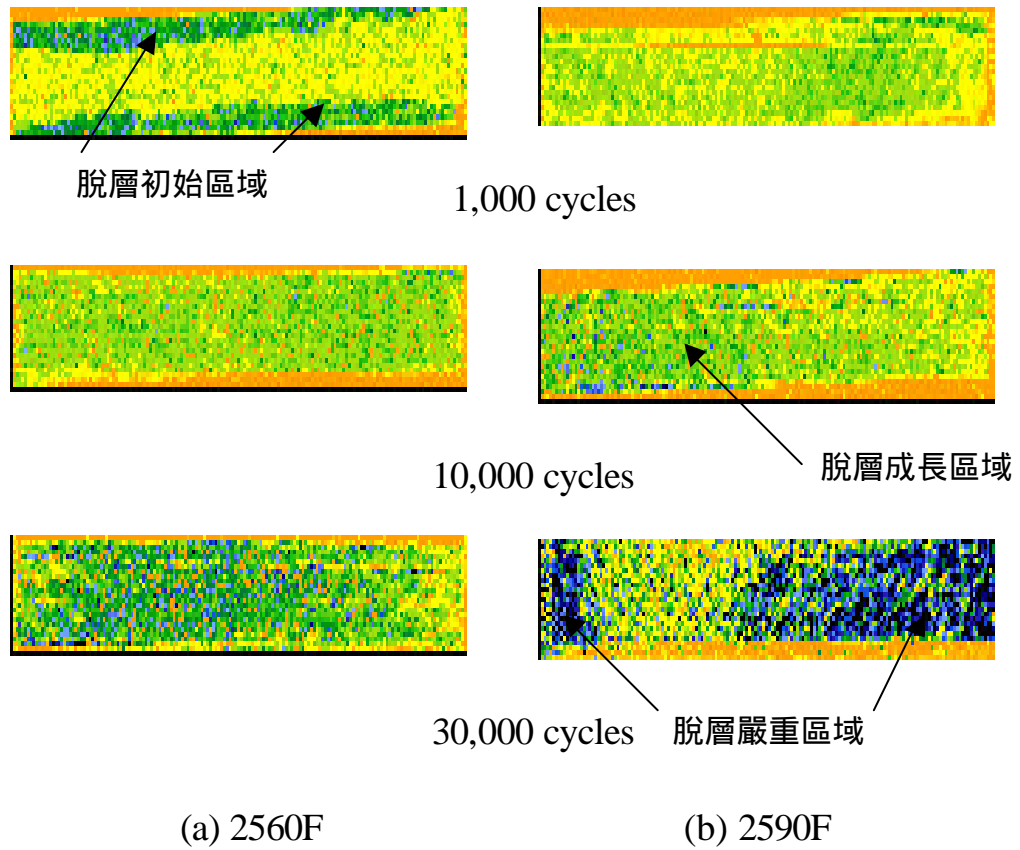 脫層初始區域
1,000 cycles
10,000 cycles
脫層成長區域
30,000 cycles
脫層嚴重區域
(a) 2560F
(b) 2590F